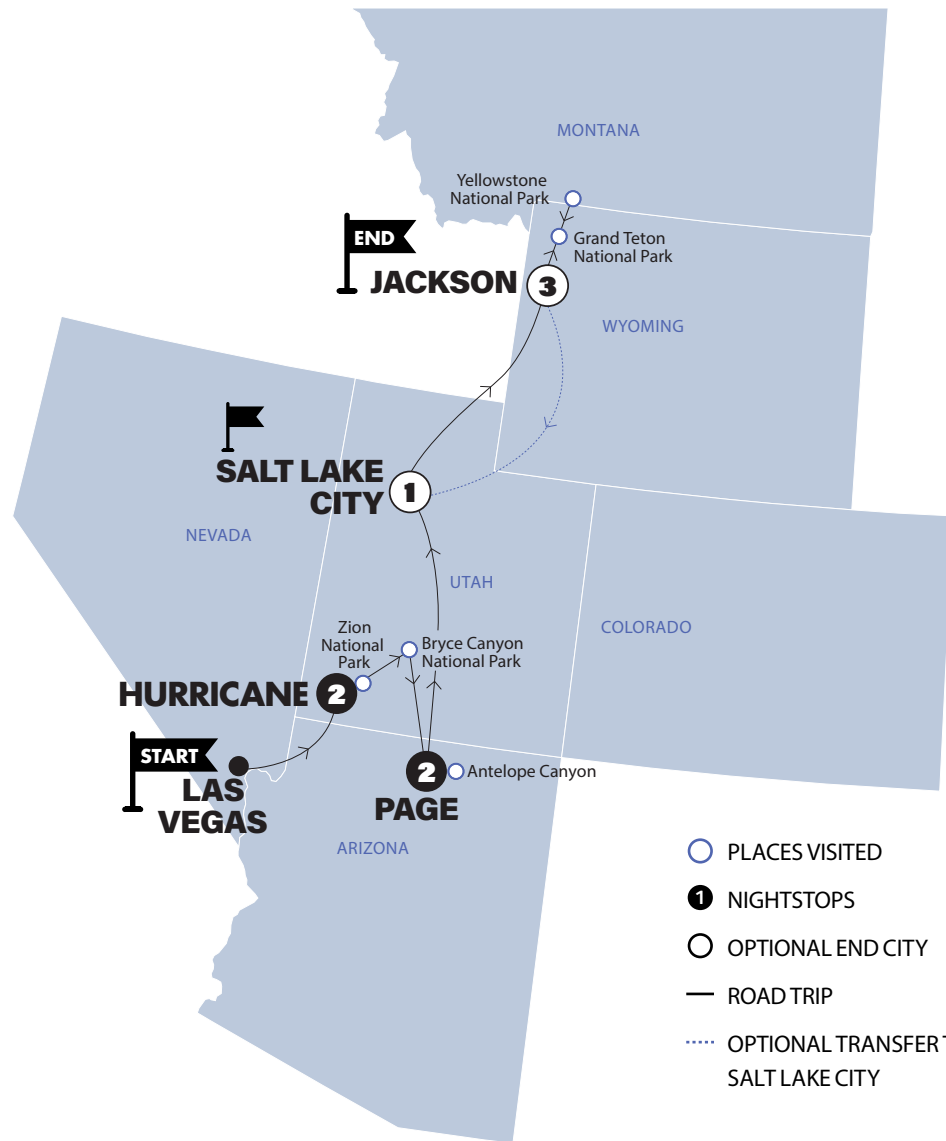 MONTANA
Yellowstone
National Park
END
Grand Teton
National Park
JACKSON
3
WYOMING
SALT LAKE
CITY
1
NEVADA
UTAH
COLORADO
Zion
National
Park
Bryce Canyon
National Park
HURRICANE
2
START
LAS
VEGAS
2
Antelope Canyon
PAGE
ARIZONA
PLACES VISITED
1 NIGHTSTOPS
OPTIONAL END CITY
ROAD TRIP
OPTIONAL TRANSFER T
SALT LAKE CITY